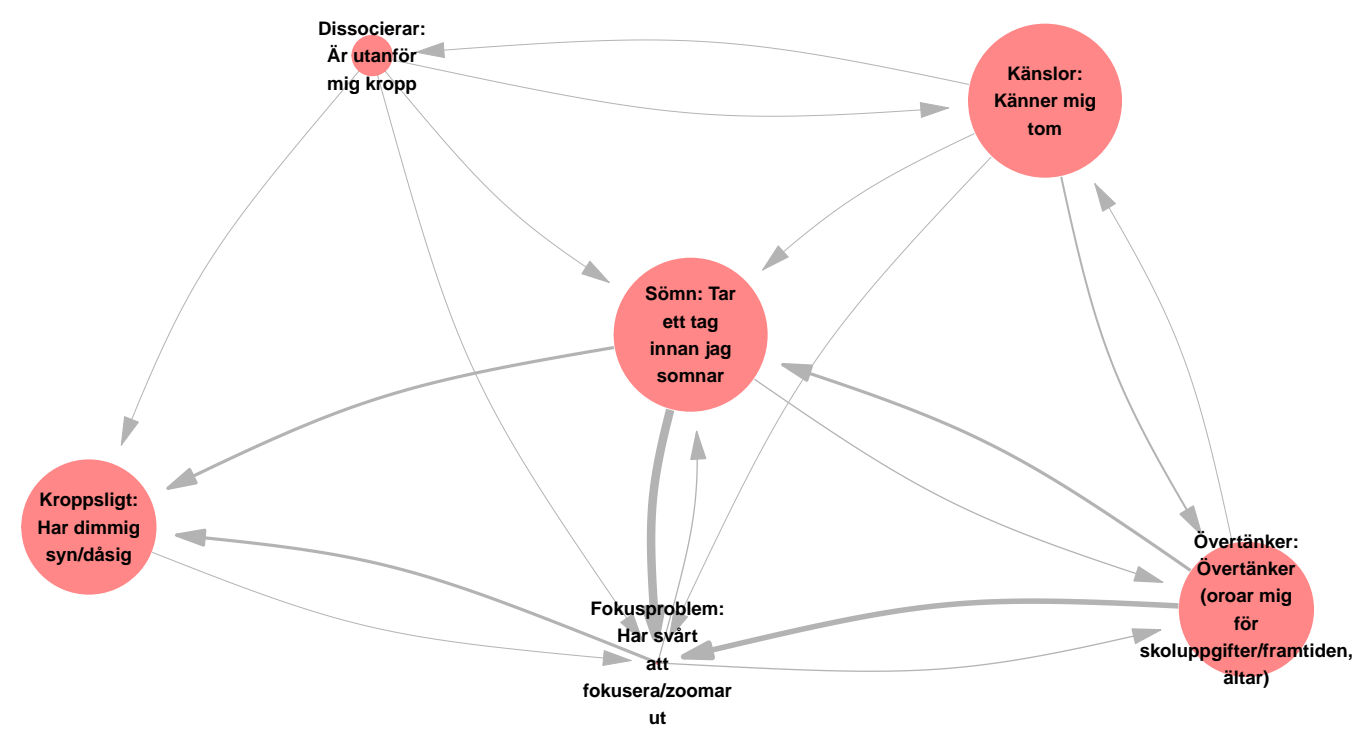 Dissocierar:
Är utanför
mig kropp
Känslor:
Känner mig
tom
Sömn: Tar
ett tag
innan jag
somnar
Kroppsligt:
Har dimmig
syn/dåsig
Fokusproblem:
Har svårt
att
fokusera/zoomar
ut
Övertänker:
Övertänker
(oroar mig
för
skoluppgifter/framtiden,
ältar)